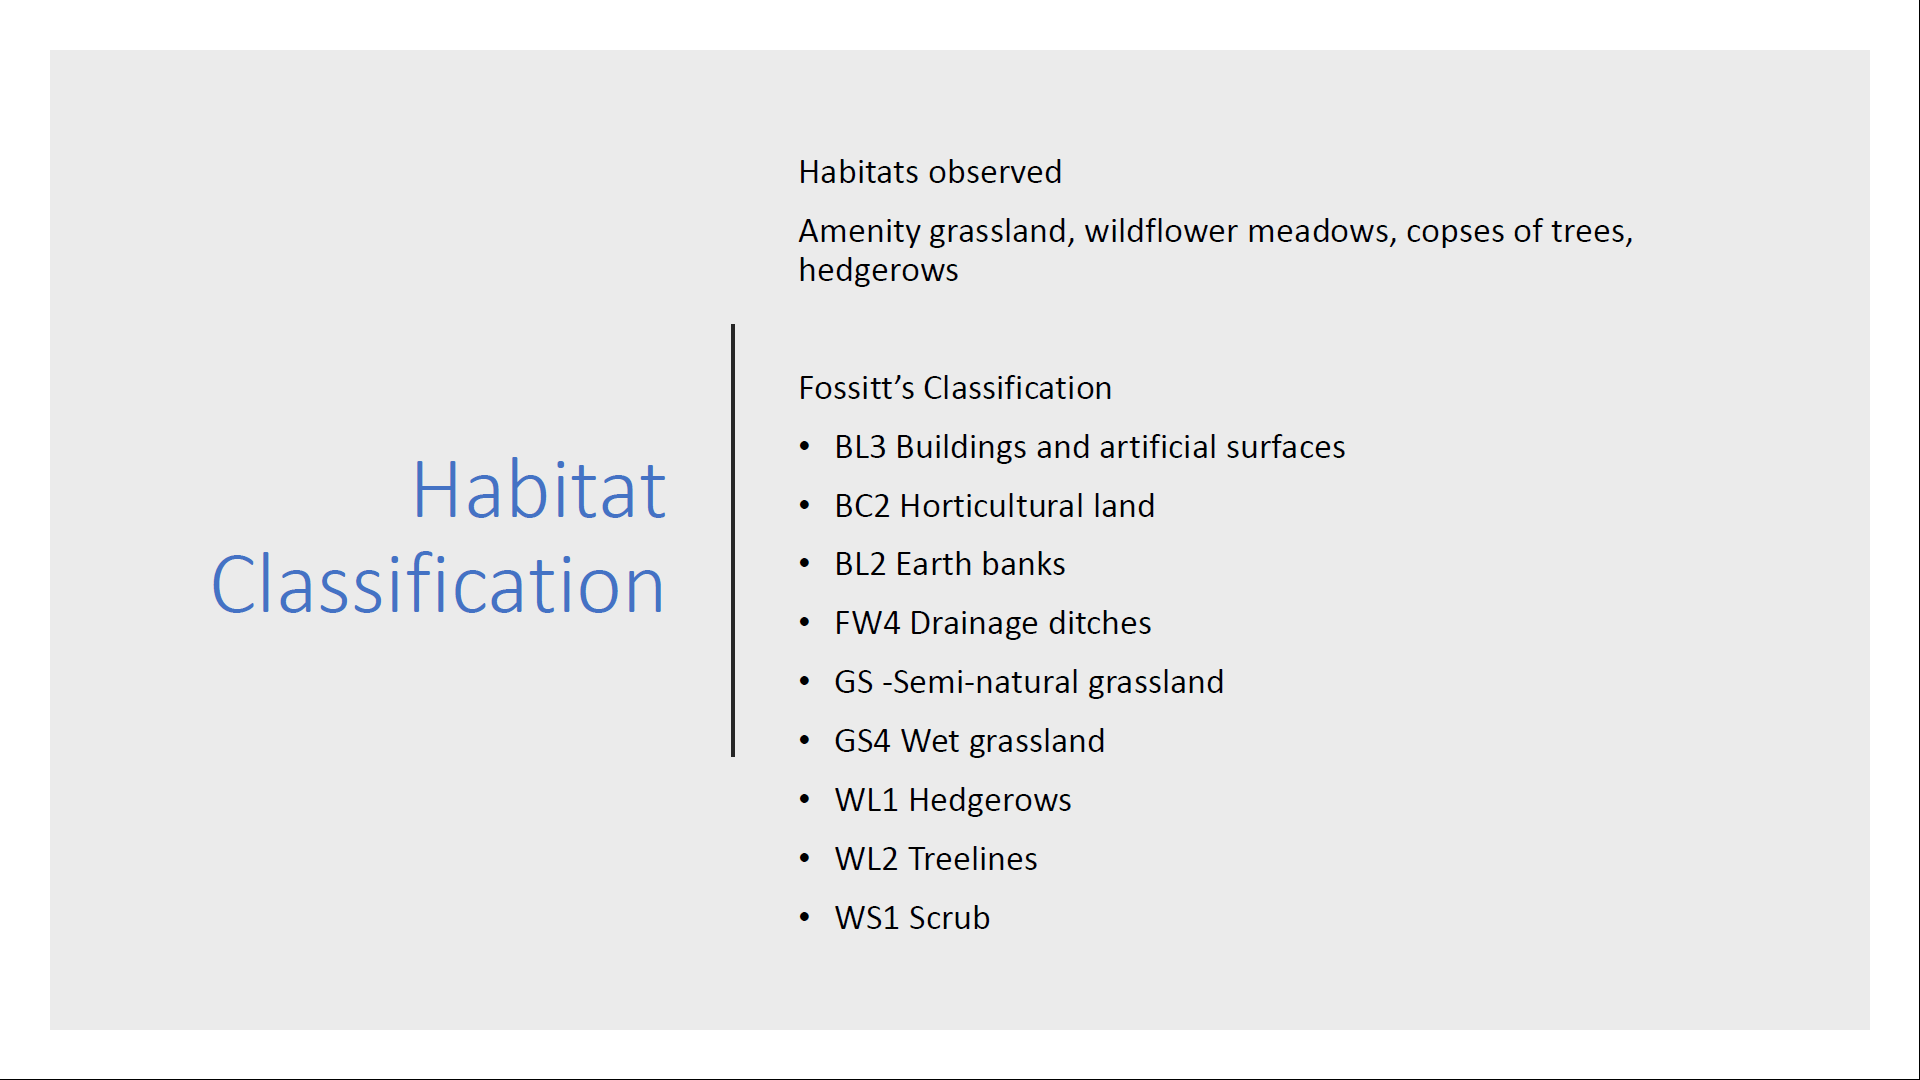 Habitat
Classification
Habitats observed
Amenity grassland, wildflower meadows, copses of trees,
hedgerows
Fossitt’s Classification
• BL3 Buildings and artificial surfaces
• BC2 Horticultural land
• BL2 Earth banks
• FW4 Drainage ditches
• GS -Semi-natural grassland
• GS4 Wet grassland
• WL1 Hedgerows
• WL2 Treelines
• WS1 Scrub